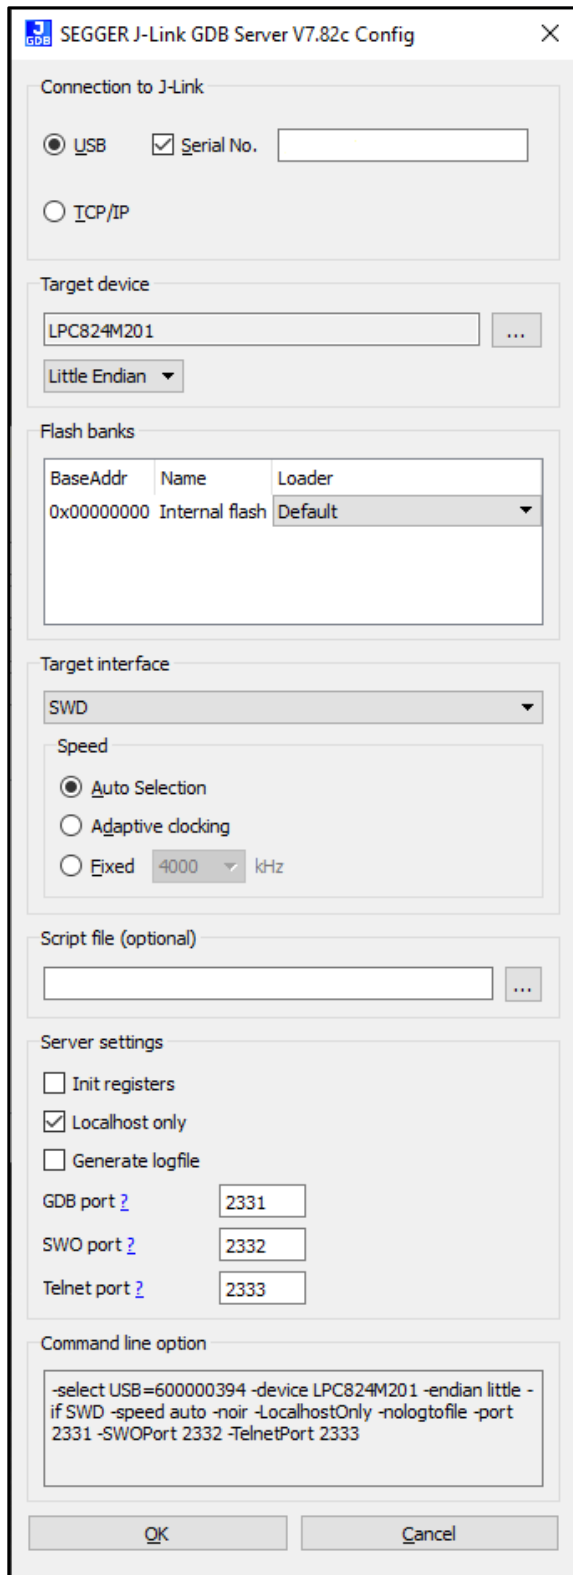 J GDB SEGGER J-Link GDB Server V7.82c Config
Connection to J-Link
USB Serial No.
TCP/IP
Target device
LPC824M201 ...
Little Endian
Flash banks
BaseAddr Name Loader
0x00000000 Internal flash Default
Target interface
SWD
Speed
Auto Selection
Adaptive clocking
Fixed 4000 kHz
Script file (optional)
...
Server settings
Init registers
Localhost only
Generate logfile
GDB port ? 2331
SWO port ? 2332
Telnet port ? 2333
Command line option
-select USB=600000394 -device LPC824M201 -endian little -
if SWD -speed auto -noir -LocalhostOnly -nologtofile -port
2331 -SWOPort 2332 -TelnetPort 2333
OK Cancel